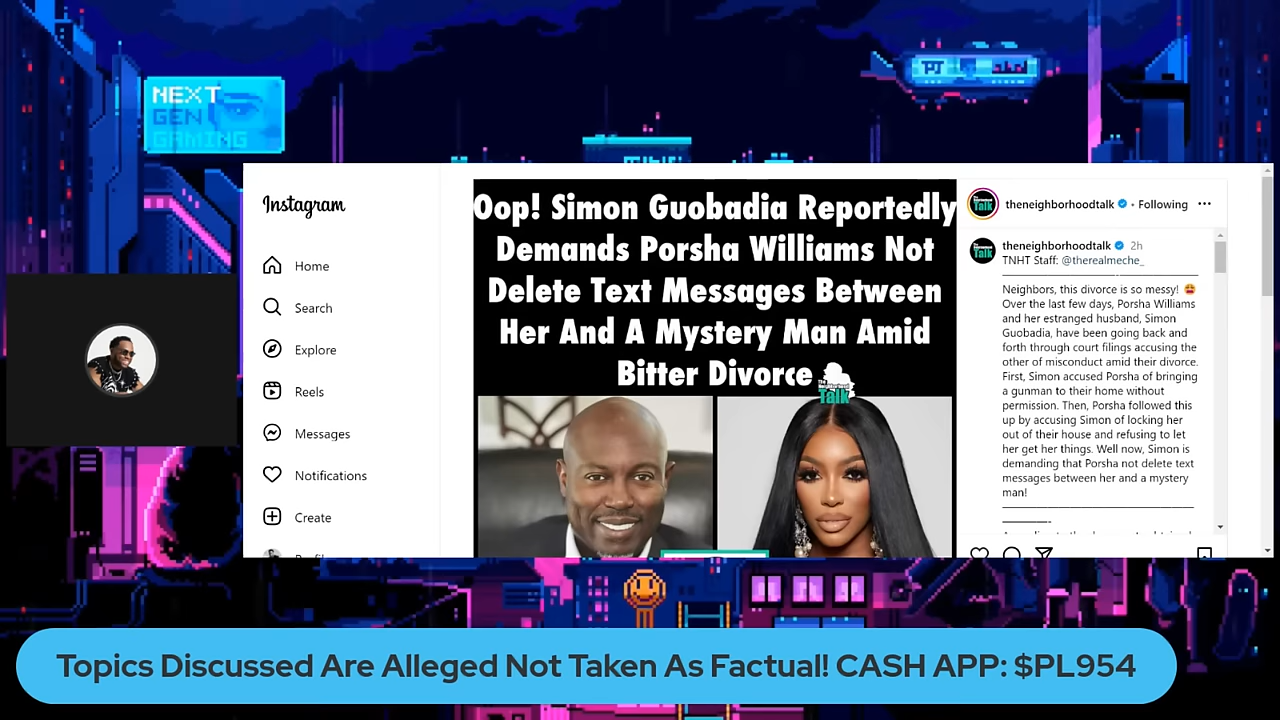 NEXT
GEN
GAMING
Instagram
Home
Search
Explore
Reels
Messages
Notifications
Create
Oop! Simon Guobadia Reportedly
Demands Porsha Williams Not
Delete Text Messages Between
Her And A Mystery Man Amid
Bitter Divorce
The
Neighborhood
Talk
theneighborhoodtalk • Following
theneighborhoodtalk 2h
TNHT Staff: @therealmeche_
Neighbors, this divorce is so messy! 🤩
Over the last few days, Porsha Williams
and her estranged husband, Simon
Guobadia, have been going back and
forth through court filings accusing the
other of misconduct amid their divorce.
First, Simon accused Porsha of bringing
a gunman to their home without
permission. Then, Porsha followed this
up by accusing Simon of locking her
out of their house and refusing to let
her get her things. Well now, Simon is
demanding that Porsha not delete text
messages between her and a mystery
man!
Topics Discussed Are Alleged Not Taken As Factual! CASH APP: $PL954